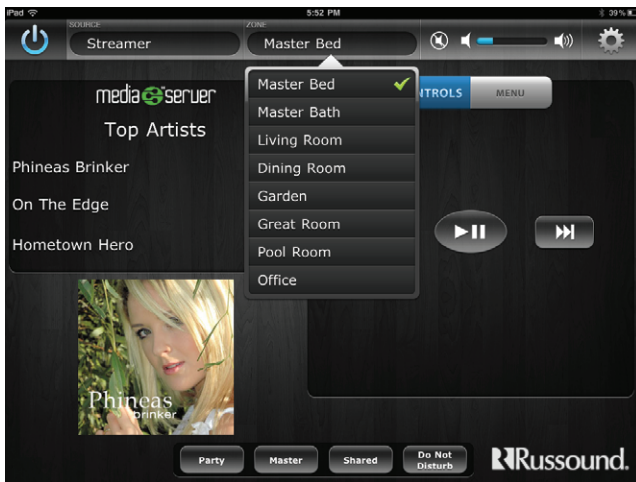 iPad
5:52 PM
39%
SOURCE
Streamer
ZONE
Master Bed
media server
Top Artists
Phineas Brinker
On The Edge
Hometown Hero
Master Bed
Master Bath
Living Room
Dining Room
Garden
Great Room
Pool Room
Office
TROLS
MENU
Phineas
brinker
Party
Master
Shared
Do Not
Disturb
Russound.